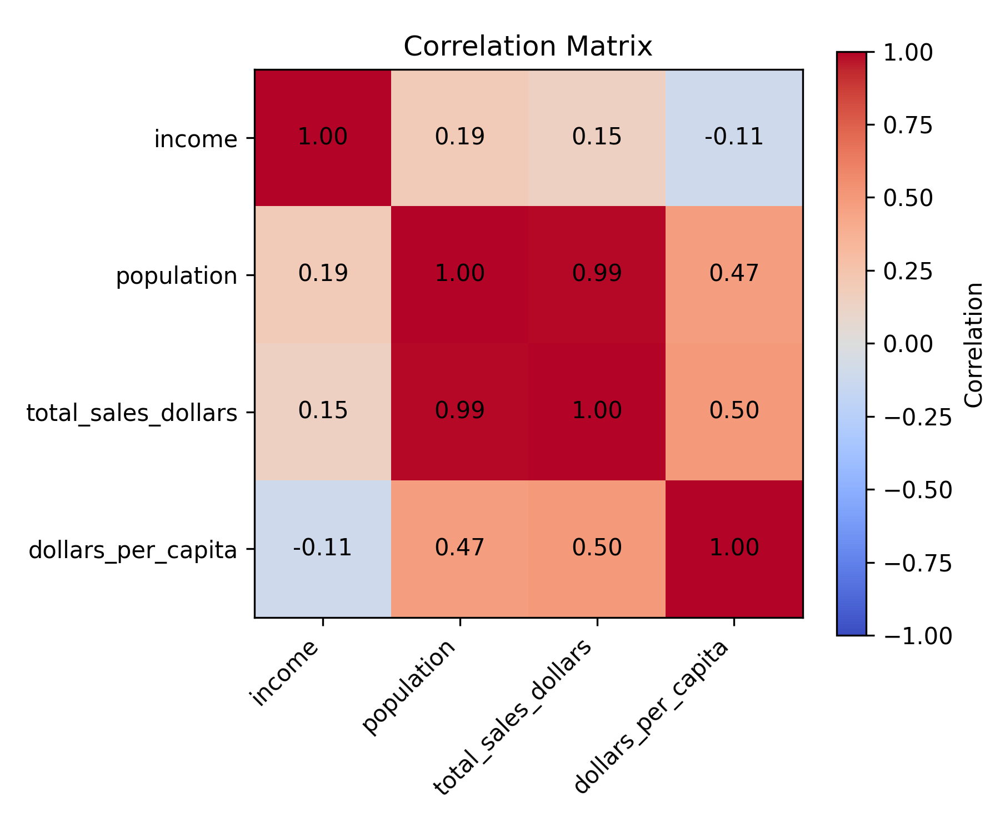 Correlation Matrix
income
1.00
0.19
0.15
-0.11
population
0.19
1.00
0.99
0.47
total_sales_dollars
0.15
0.99
1.00
0.50
dollars_per_capita
-0.11
0.47
0.50
1.00
income
population
total_sales_dollars
dollars_per_capita
1.00
0.75
0.50
0.25
0.00
−0.25
−0.50
−0.75
−1.00
Correlation